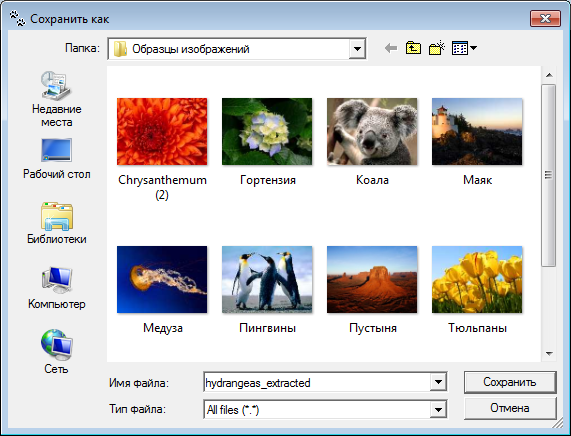 Сохранить как
Папка:
Образцы изображений
Недавние
места
Рабочий стол
Библиотеки
Компьютер
Сеть
Chrysanthemum
(2)
Гортензия
Коала
Маяк
Медуза
Пингвины
Пустыня
Тюльпаны
Имя файла:
hydrangeas_extracted
Сохранить
Тип файла:
All files (*.*)
Отмена